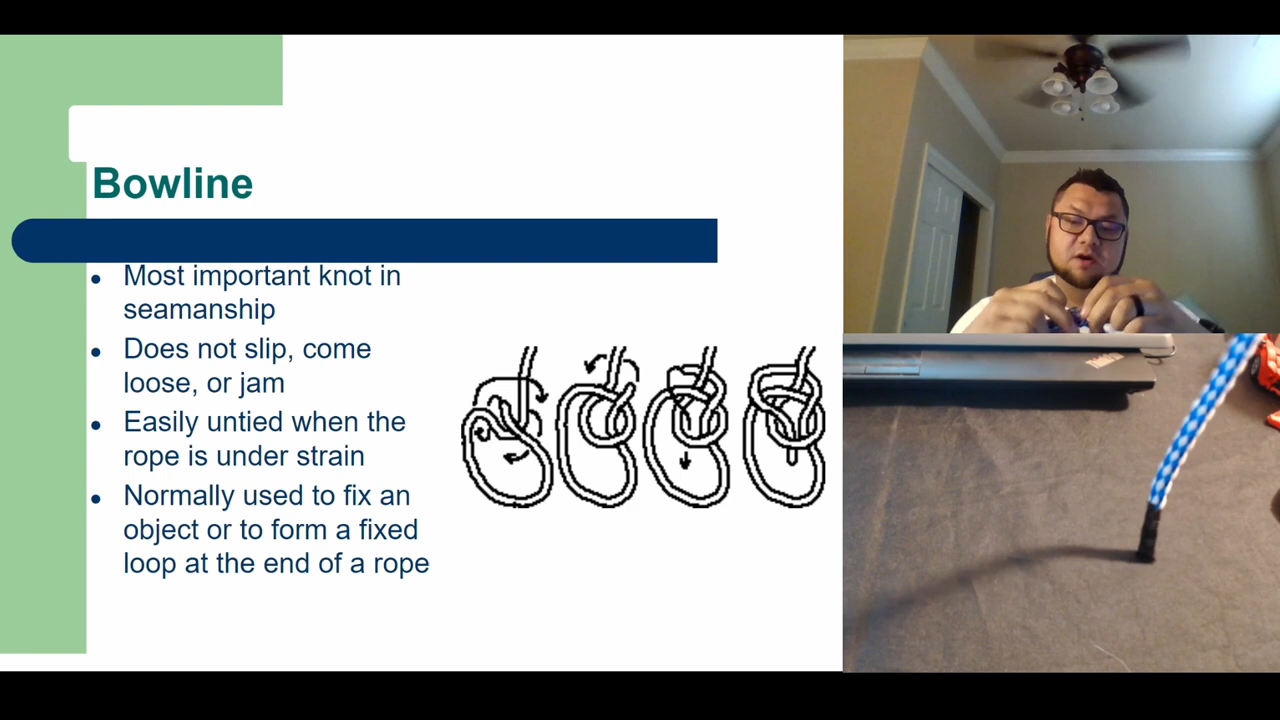 Bowline
• Most important knot in
seamanship
• Does not slip, come
loose, or jam
• Easily untied when the
rope is under strain
• Normally used to fix an
object or to form a fixed
loop at the end of a rope